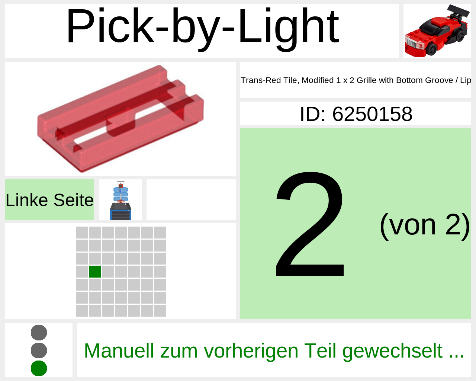 Pick-by-Light
Trans-Red Tile, Modified 1 x 2 Grille with Bottom Groove / Lip
ID: 6250158
Linke Seite
2 (von 2)
Manuell zum vorherigen Teil gewechselt ...